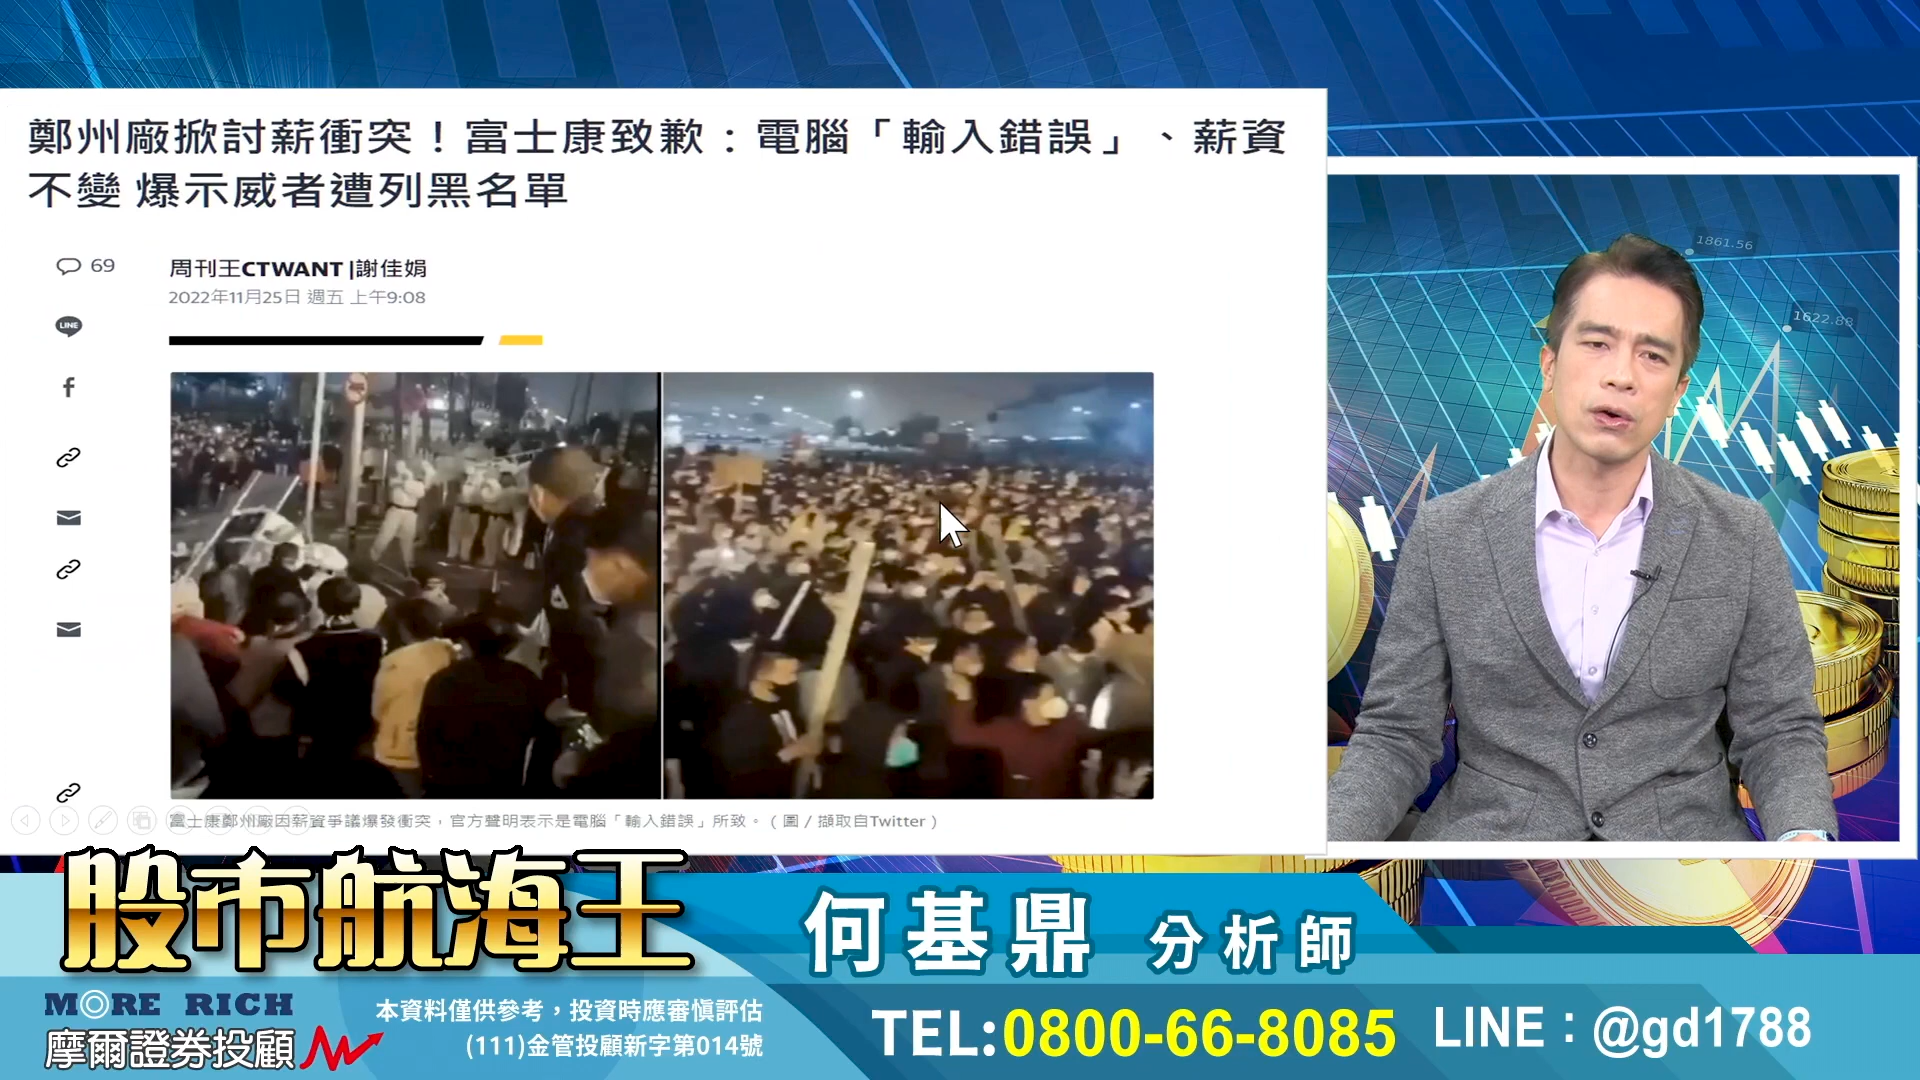 鄭州廠掀討薪衝突！富士康致歉：電腦「輸入錯誤」、薪資
不變 爆示威者遭列黑名單
69
周刊王CTWANT |謝佳娟
2022年11月25日 週五 上午9:08
LINE
富士康鄭州廠因薪資爭議爆發衝突，官方聲明表示是電腦「輸入錯誤」所致。（圖 / 擷取自Twitter）
1861.56
1622.88
股市航海王
何基鼎 分析師
MORE RICH
摩爾證券投顧
本資料僅供參考，投資時應審慎評估
(111)金管投顧新字第014號
TEL:0800-66-8085
LINE：@gd1788